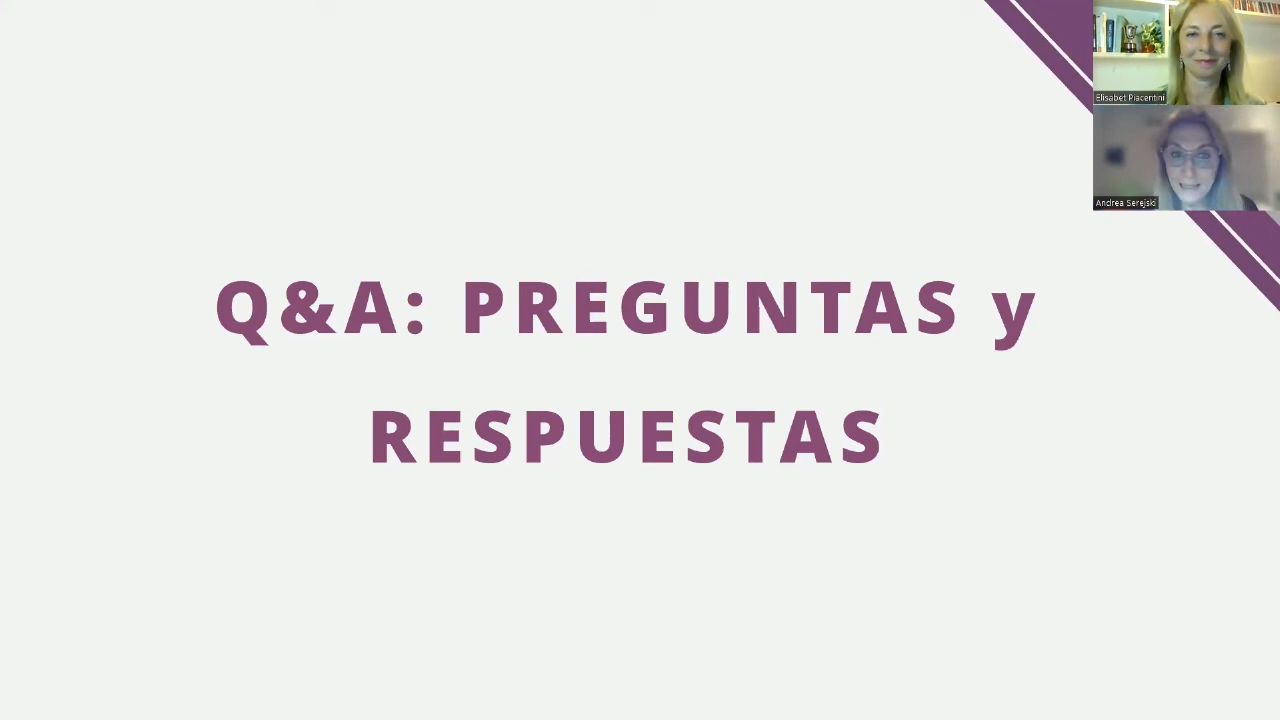 Q&A: PREGUNTAS y
RESPUESTAS
Elisabet Piacentini
Andrea Serejski